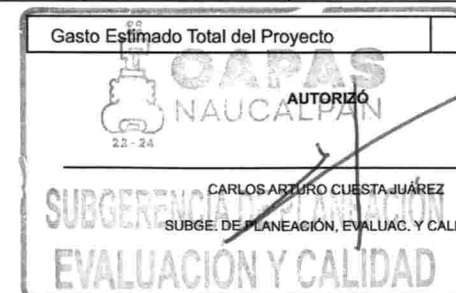 Gasto Estimado Total del Proyecto
OAPAS
NAUCALPAN
AUTORIZÓ
22 - 24
CARLOS ARTURO CUESTA JUÁREZ
SUBGERENCIA DE PLANEACIÓN
SUBGE. DE PLANEACIÓN, EVALUAC. Y CALI
EVALUACIÓN Y CALIDAD